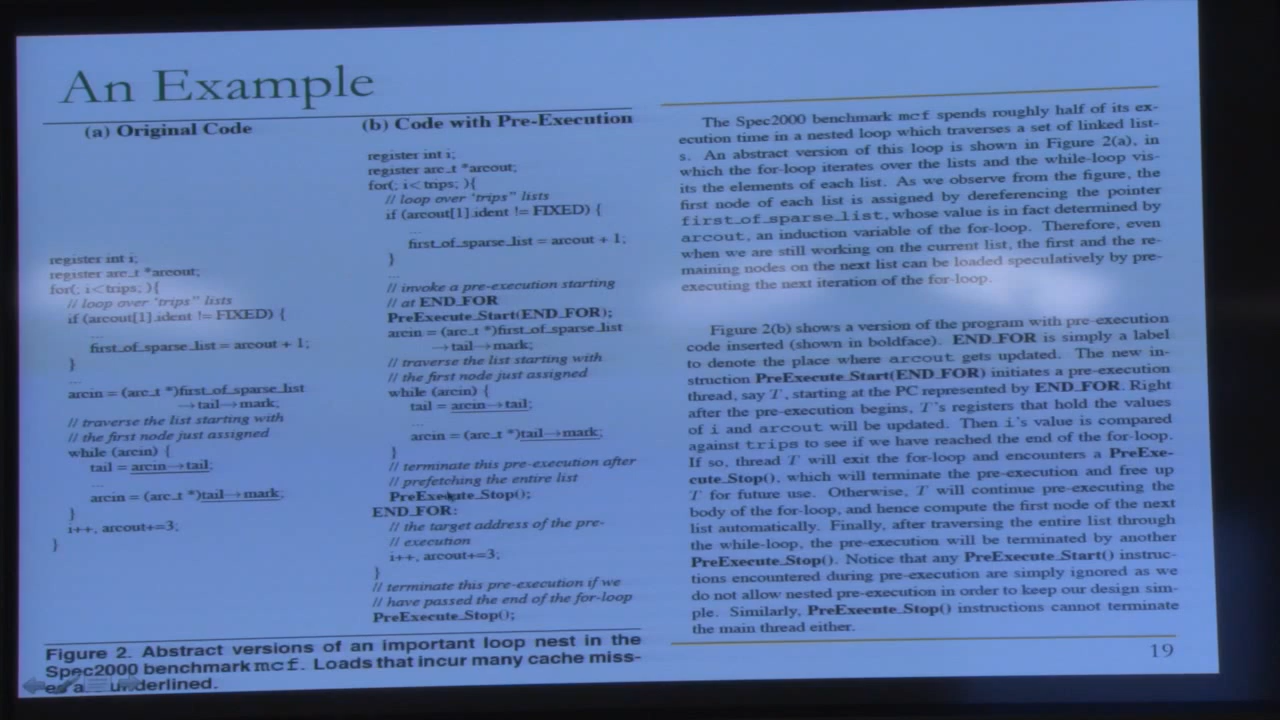 An Example
(a) Original Code
register int i;
register arc_t *arcout;
for(; i<trips; ){
// loop over 'trips" lists
if (arcout[1].ident != FIXED) {
...
first_of_sparse_list = arcout + 1;
}
...
arcin = (arc_t *)first_of_sparse_list
→tail→mark;
// traverse the list starting with
// the first node just assigned
while (arcin) {
tail = arcin→tail;
...
arcin = (arc_t *)tail→mark;
}
i++, arcout+=3;
}
(b) Code with Pre-Execution
register int i;
register arc_t *arcout;
for(; i<trips; ){
// loop over 'trips" lists
if (arcout[1].ident != FIXED) {
...
first_of_sparse_list = arcout + 1;
}
...
// invoke a pre-execution starting
// at END_FOR
PreExecute_Start(END_FOR);
arcin = (arc_t *)first_of_sparse_list
→tail→mark;
// traverse the list starting with
// the first node just assigned
while (arcin) {
tail = arcin→tail;
...
arcin = (arc_t *)tail→mark;
}
// terminate this pre-execution after
// prefetching the entire list
PreExecute_Stop();
END_FOR:
// the target address of the pre-
// execution
i++, arcout+=3;
}
// terminate this pre-execution if we
// have passed the end of the for-loop
PreExecute_Stop();
Figure 2. Abstract versions of an important loop nest in the
Spec2000 benchmark mcf. Loads that incur many cache miss-
underlined.
The Spec2000 benchmark mcf spends roughly half of its ex-
ecution time in a nested loop which traverses a set of linked list-
s. An abstract version of this loop is shown in Figure 2(a), in
which the for-loop iterates over the lists and the while-loop vis-
its the elements of each list. As we observe from the figure, the
first node of each list is assigned by dereferencing the pointer
first_of_sparse_list, whose value is in fact determined by
arcout, an induction variable of the for-loop. Therefore, even
when we are still working on the current list, the first and the re-
maining nodes on the next list can be loaded speculatively by pre-
executing the next iteration of the for-loop.
Figure 2(b) shows a version of the program with pre-execution
code inserted (shown in boldface). END_FOR is simply a label
to denote the place where arcout gets updated. The new in-
struction PreExecute_Start(END_FOR) initiates a pre-execution
thread, say T, starting at the PC represented by END_FOR. Right
after the pre-execution begins, T's registers that hold the values
of i and arcout will be updated. Then i's value is compared
against trips to see if we have reached the end of the for-loop.
If so, thread T will exit the for-loop and encounters a PreExe-
cute_Stop(), which will terminate the pre-execution and free up
T for future use. Otherwise, T will continue pre-executing the
body of the for-loop, and hence compute the first node of the next
list automatically. Finally, after traversing the entire list through
the while-loop, the pre-execution will be terminated by another
PreExecute_Stop(). Notice that any PreExecute_Start() instruc-
tions encountered during pre-execution are simply ignored as we
do not allow nested pre-execution in order to keep our design sim-
ple. Similarly, PreExecute_Stop() instructions cannot terminate
the main thread either.
19